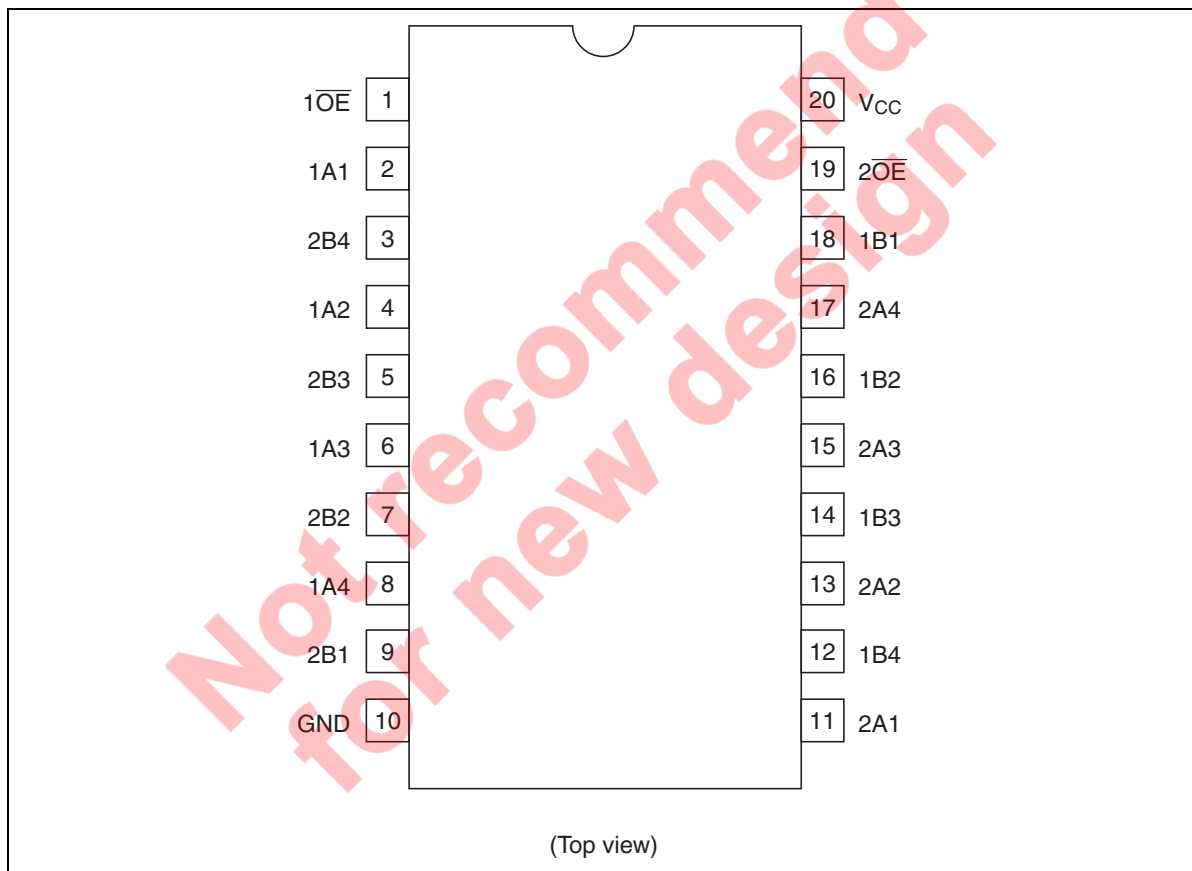 1O̅E̅ 1 20 VCC
1A1 2 19 2O̅E̅
2B4 3 18 1B1
1A2 4 17 2A4
2B3 5 16 1B2
1A3 6 15 2A3
2B2 7 14 1B3
1A4 8 13 2A2
2B1 9 12 1B4
GND 10 11 2A1
(Top view)
Not recommend
for new design